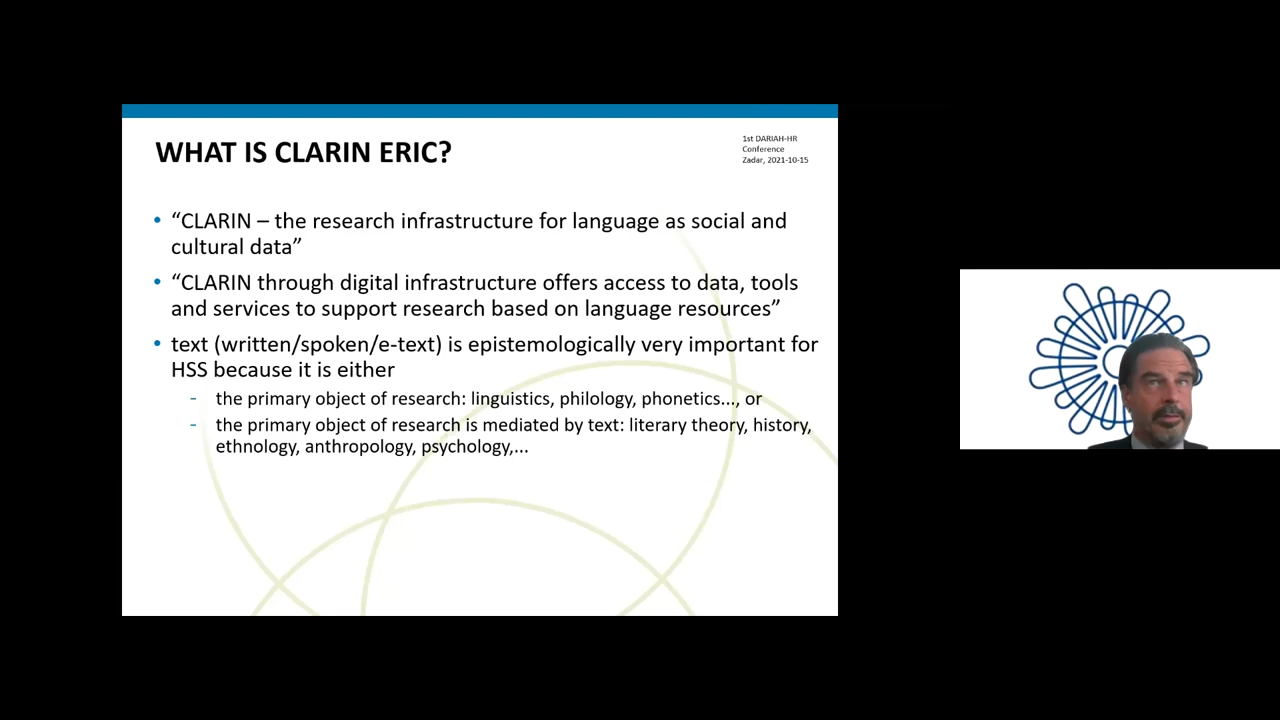 WHAT IS CLARIN ERIC?
1st DARIAH-HR
Conference
Zadar, 2021-10-15
• “CLARIN – the research infrastructure for language as social and
cultural data”
• “CLARIN through digital infrastructure offers access to data, tools
and services to support research based on language resources”
• text (written/spoken/e-text) is epistemologically very important for
HSS because it is either
- the primary object of research: linguistics, philology, phonetics..., or
- the primary object of research is mediated by text: literary theory, history,
ethnology, anthropology, psychology,...